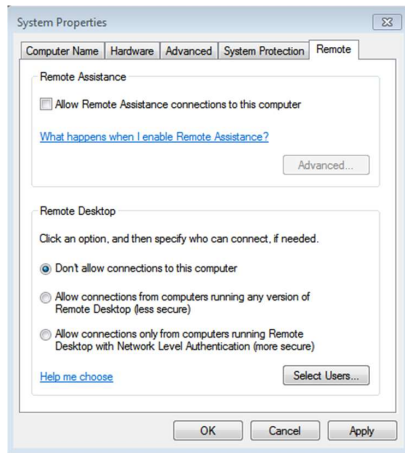 System Properties
Computer Name Hardware Advanced System Protection Remote
Remote Assistance
Allow Remote Assistance connections to this computer
What happens when I enable Remote Assistance?
Advanced...
Remote Desktop
Click an option, and then specify who can connect, if needed.
Don't allow connections to this computer
Allow connections from computers running any version of
Remote Desktop (less secure)
Allow connections only from computers running Remote
Desktop with Network Level Authentication (more secure)
Help me choose
Select Users...
OK Cancel Apply